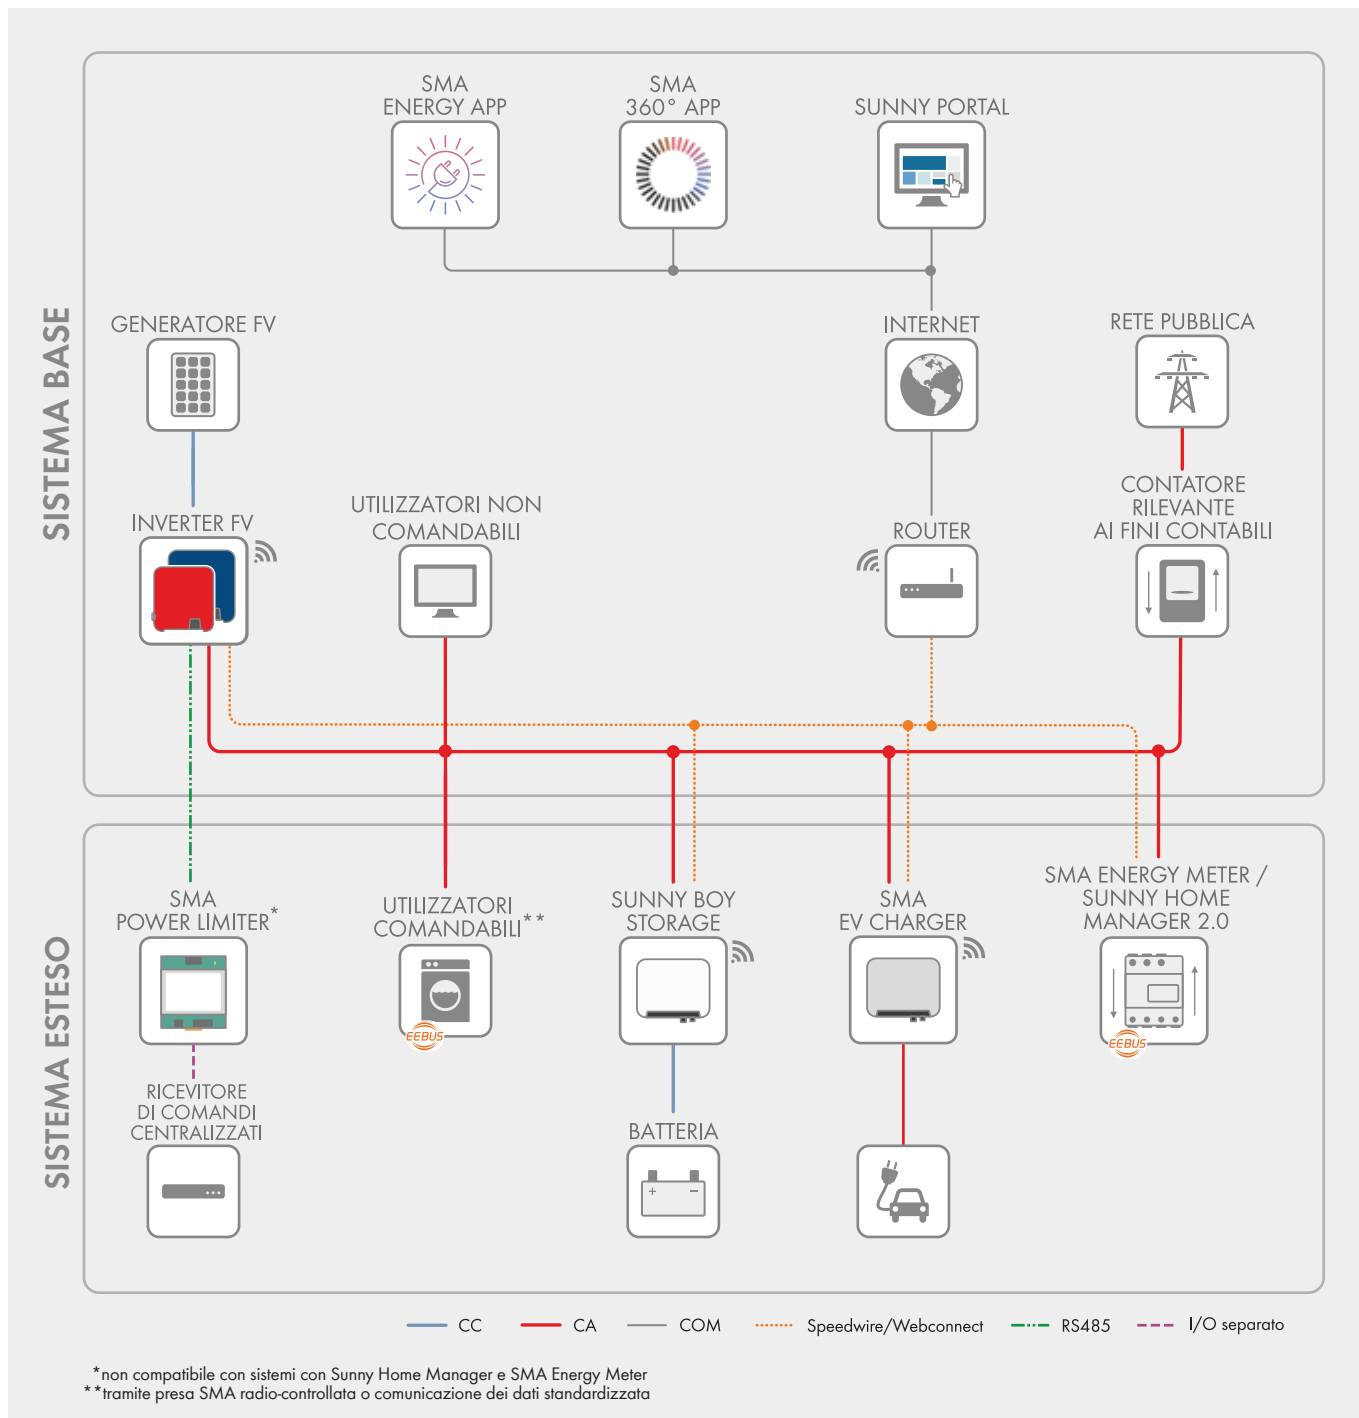 SMA
ENERGY APP
SMA
360° APP
SUNNY PORTAL
SISTEMA BASE
GENERATORE FV
INTERNET
RETE PUBBLICA
INVERTER FV
UTILIZZATORI NON
COMANDABILI
ROUTER
CONTATORE
RILEVANTE
AI FINI CONTABILI
SISTEMA ESTESO
SMA
POWER LIMITER*
UTILIZZATORI
COMANDABILI**
SUNNY BOY
STORAGE
SMA
EV CHARGER
SMA ENERGY METER /
SUNNY HOME
MANAGER 2.0
EEBUS
EEBUS
RICEVITORE
DI COMANDI
CENTRALIZZATI
BATTERIA
+ −
CC
CA
COM
Speedwire/Webconnect
RS485
I/O separato
*non compatibile con sistemi con Sunny Home Manager e SMA Energy Meter
**tramite presa SMA radio-controllata o comunicazione dei dati standardizzata